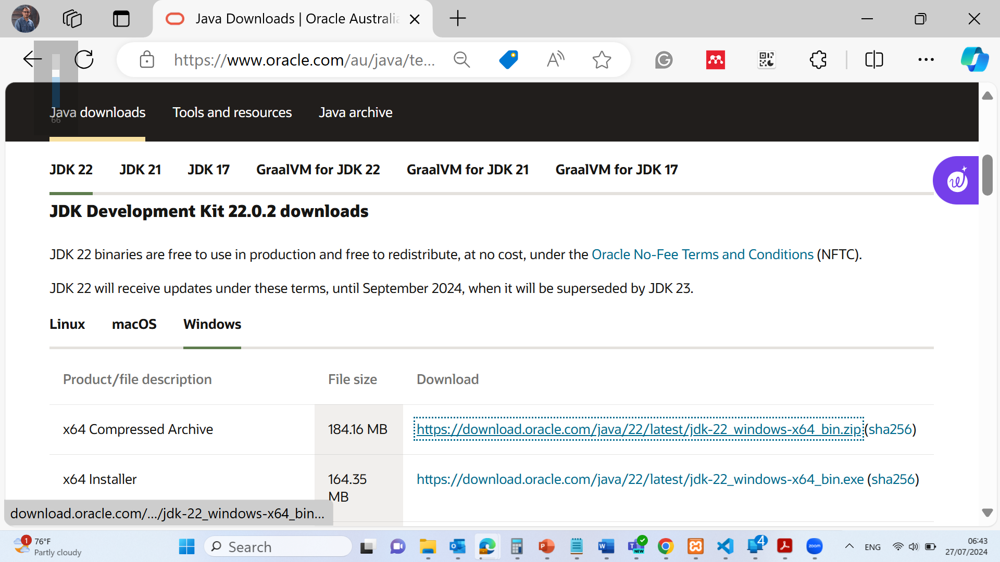 Java Downloads | Oracle Australia
https://www.oracle.com/au/java/te...
Java downloads Tools and resources Java archive
66
JDK 22 JDK 21 JDK 17 GraalVM for JDK 22 GraalVM for JDK 21 GraalVM for JDK 17
JDK Development Kit 22.0.2 downloads
JDK 22 binaries are free to use in production and free to redistribute, at no cost, under the Oracle No-Fee Terms and Conditions (NFTC).
JDK 22 will receive updates under these terms, until September 2024, when it will be superseded by JDK 23.
Linux macOS Windows
Product/file description File size Download
x64 Compressed Archive 184.16 MB https://download.oracle.com/java/22/latest/jdk-22_windows-x64_bin.zip (sha256)
x64 Installer 164.35 MB https://download.oracle.com/java/22/latest/jdk-22_windows-x64_bin.exe (sha256)
download.oracle.com/.../jdk-22_windows-x64_bin...
1 76°F
Partly cloudy
Search
NEW
4
zoom
ENG
06:43
27/07/2024